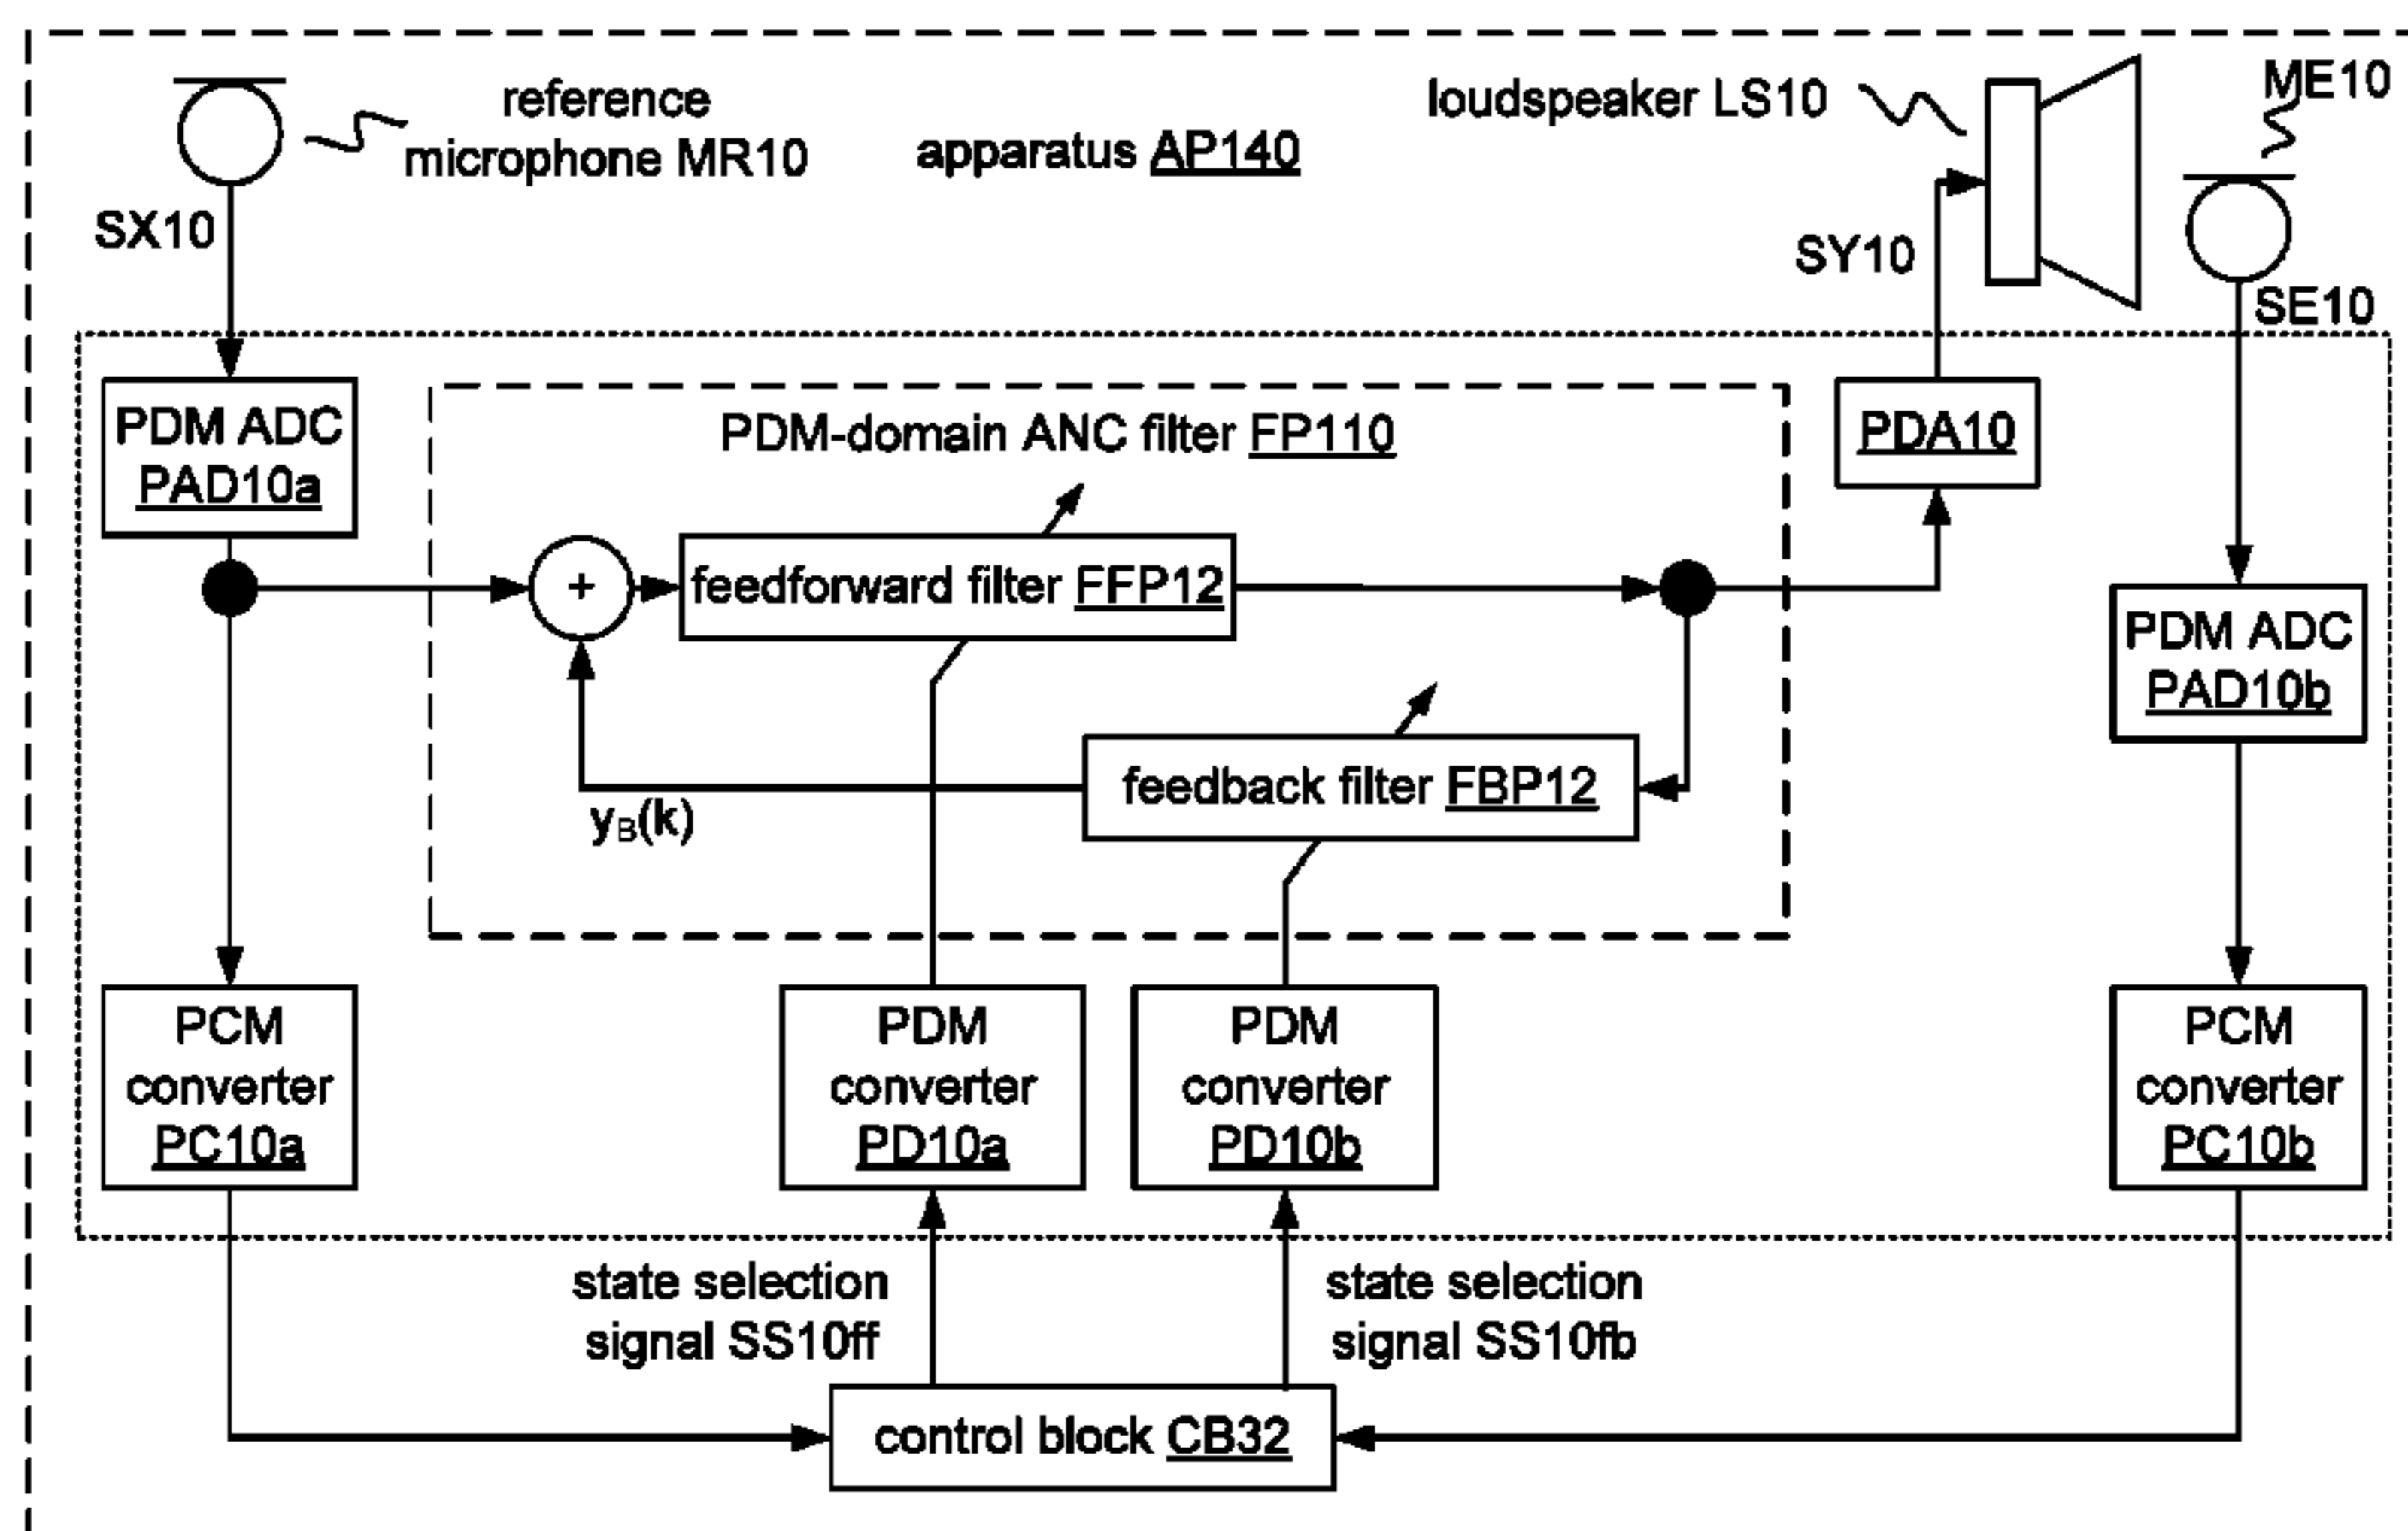 reference
microphone MR10
apparatus AP140
loudspeaker LS10
ME10
SX10
SY10
SE10
PDM ADC
PAD10a
PDM-domain ANC filter FP110
PDA10
+
feedforward filter FFP12
PDM ADC
PAD10b
feedback filter FBP12
yB(k)
PCM
converter
PC10a
PDM
converter
PD10a
PDM
converter
PD10b
PCM
converter
PC10b
state selection
signal SS10ff
state selection
signal SS10fb
control block CB32